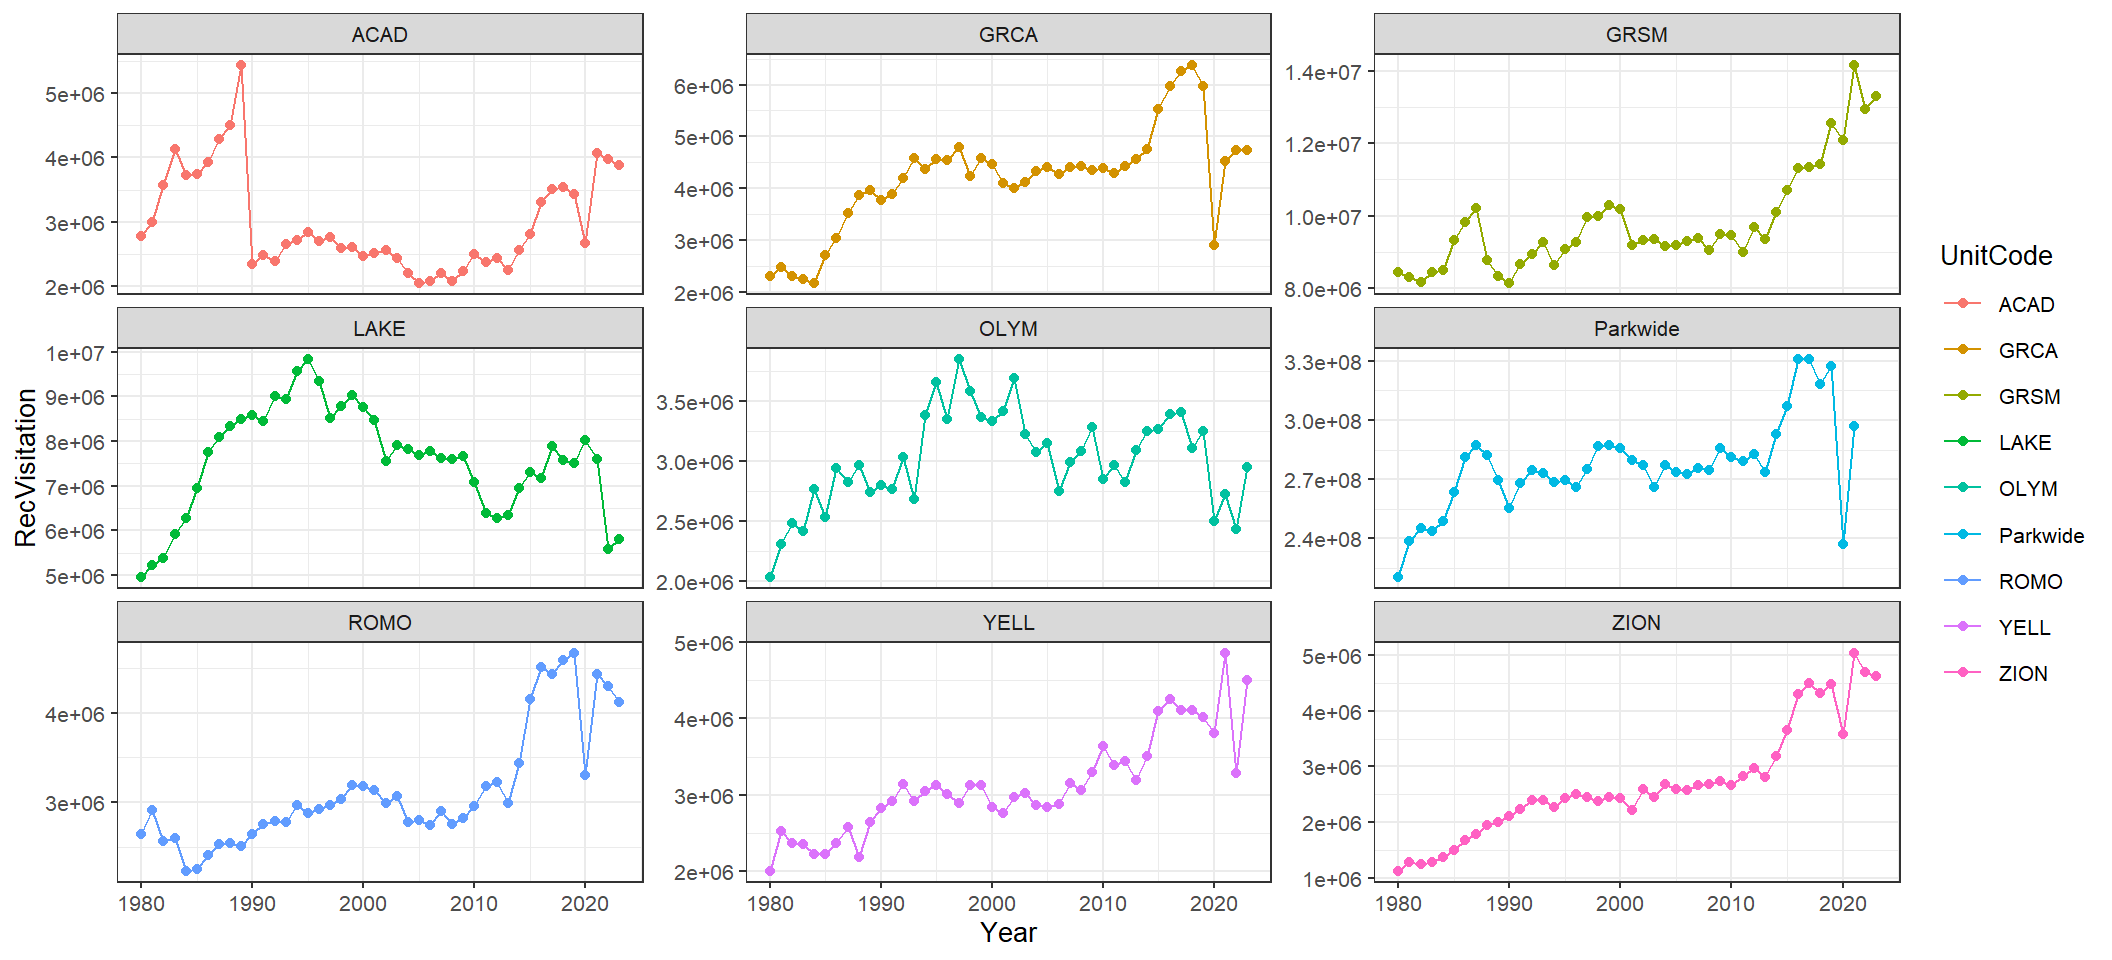 ACAD
GRCA
GRSM
5e+06
4e+06
3e+06
2e+06
6e+06
5e+06
4e+06
3e+06
2e+06
1.4e+07
1.2e+07
1.0e+07
8.0e+06
LAKE
OLYM
Parkwide
1e+07
9e+06
8e+06
7e+06
6e+06
5e+06
3.5e+06
3.0e+06
2.5e+06
2.0e+06
3.3e+08
3.0e+08
2.7e+08
2.4e+08
ROMO
YELL
ZION
4e+06
3e+06
5e+06
4e+06
3e+06
2e+06
5e+06
4e+06
3e+06
2e+06
1e+06
1980 1990 2000 2010 2020
1980 1990 2000 2010 2020
1980 1990 2000 2010 2020
Year
RecVisitation
UnitCode
ACAD
GRCA
GRSM
LAKE
OLYM
Parkwide
ROMO
YELL
ZION